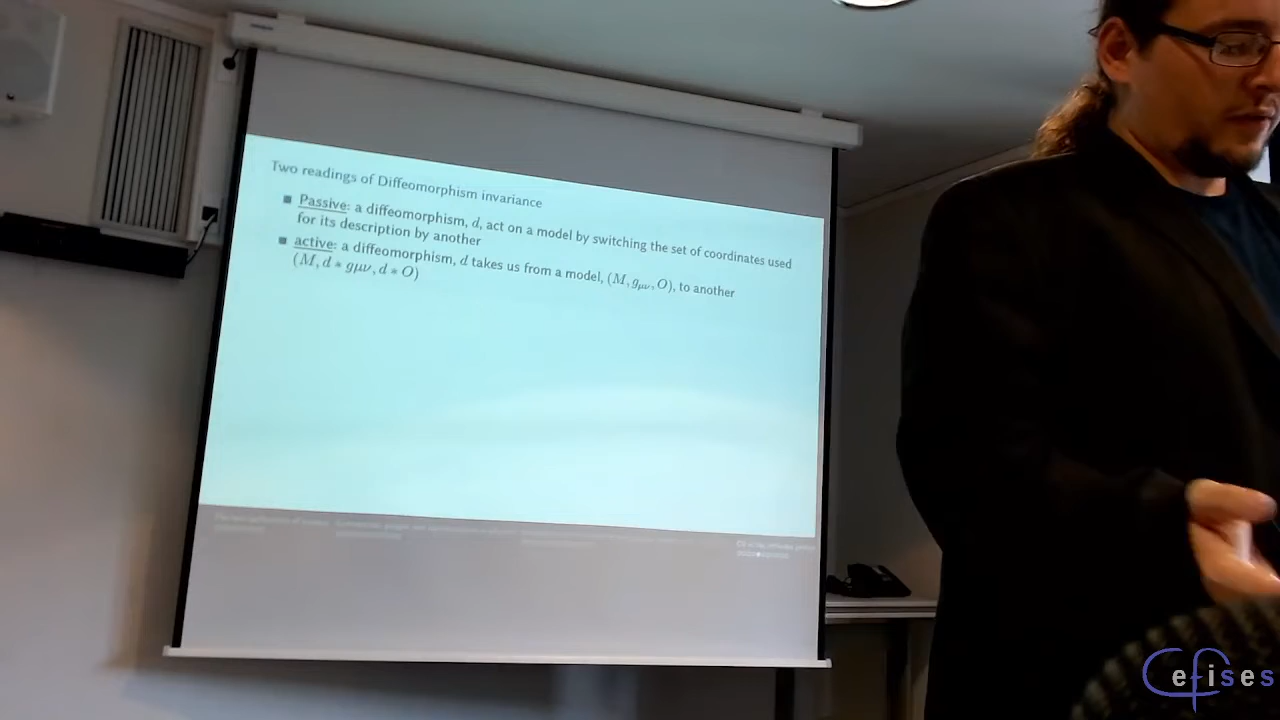 Two readings of Diffeomorphism invariance
■ Passive: a diffeomorphism, d, act on a model by switching the set of coordinates used
for its description by another
■ active: a diffeomorphism, d takes us from a model, (M, gμν, O), to another
(M, d ∗ gμν, d ∗ O)
Cefises